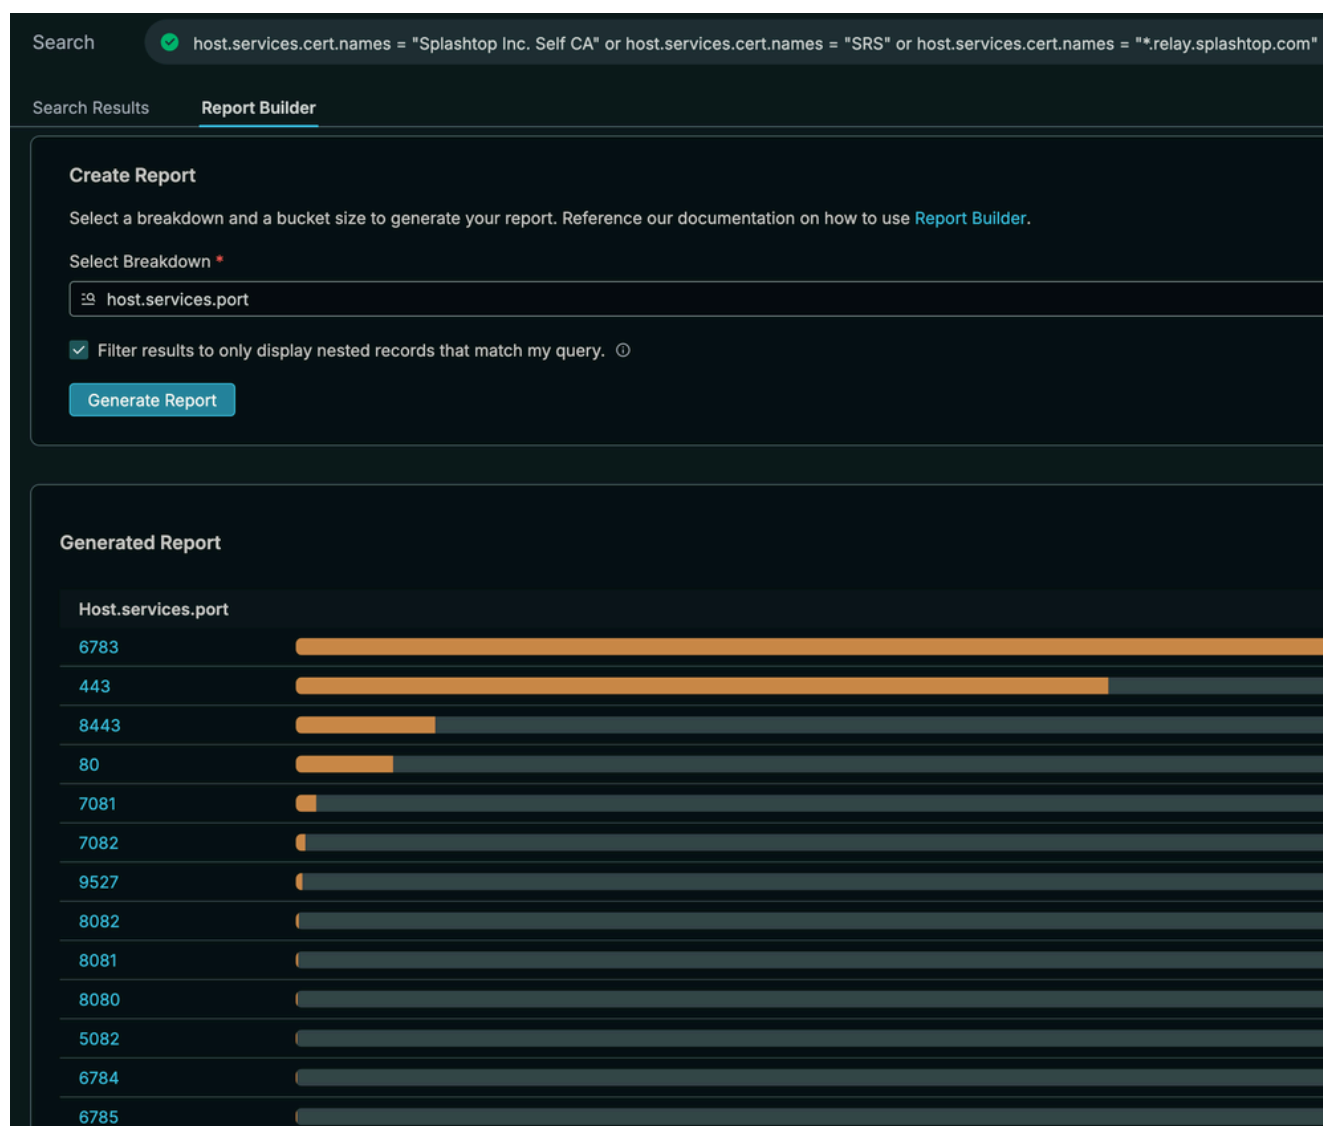 Search
host.services.cert.names = "Splashtop Inc. Self CA" or host.services.cert.names = "SRS" or host.services.cert.names = "*.relay.splashtop.com"
Search Results
Report Builder
Create Report
Select a breakdown and a bucket size to generate your report. Reference our documentation on how to use Report Builder.
Select Breakdown *
host.services.port
Filter results to only display nested records that match my query.
Generate Report
Generated Report
Host.services.port
6783
443
8443
80
7081
7082
9527
8082
8081
8080
5082
6784
6785